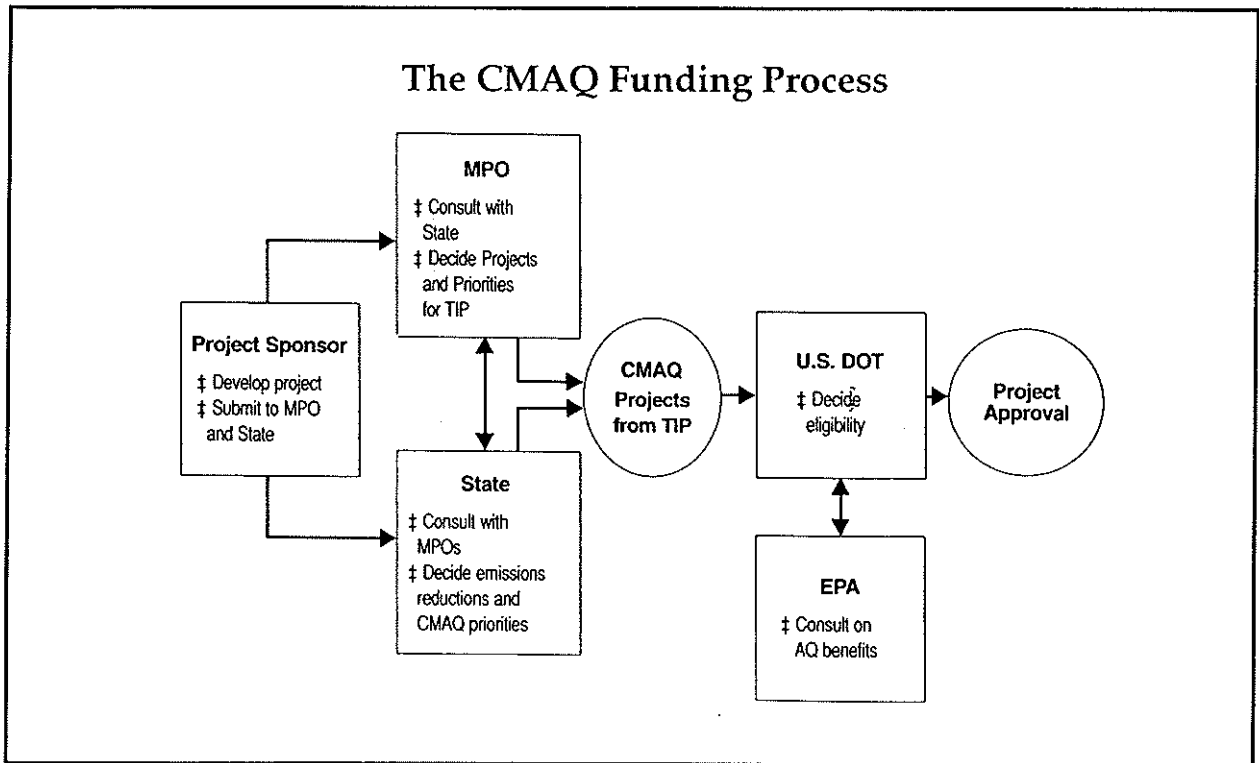 The CMAQ Funding Process
MPO
‡ Consult with
State
‡ Decide Projects
and Priorities
for TIP
Project Sponsor
‡ Develop project
‡ Submit to MPO
and State
State
‡ Consult with
MPOs
‡ Decide emissions
reductions and
CMAQ priorities
CMAQ
Projects
from TIP
U.S. DOT
‡ Decide
eligibility
EPA
‡ Consult on
AQ benefits
Project
Approval